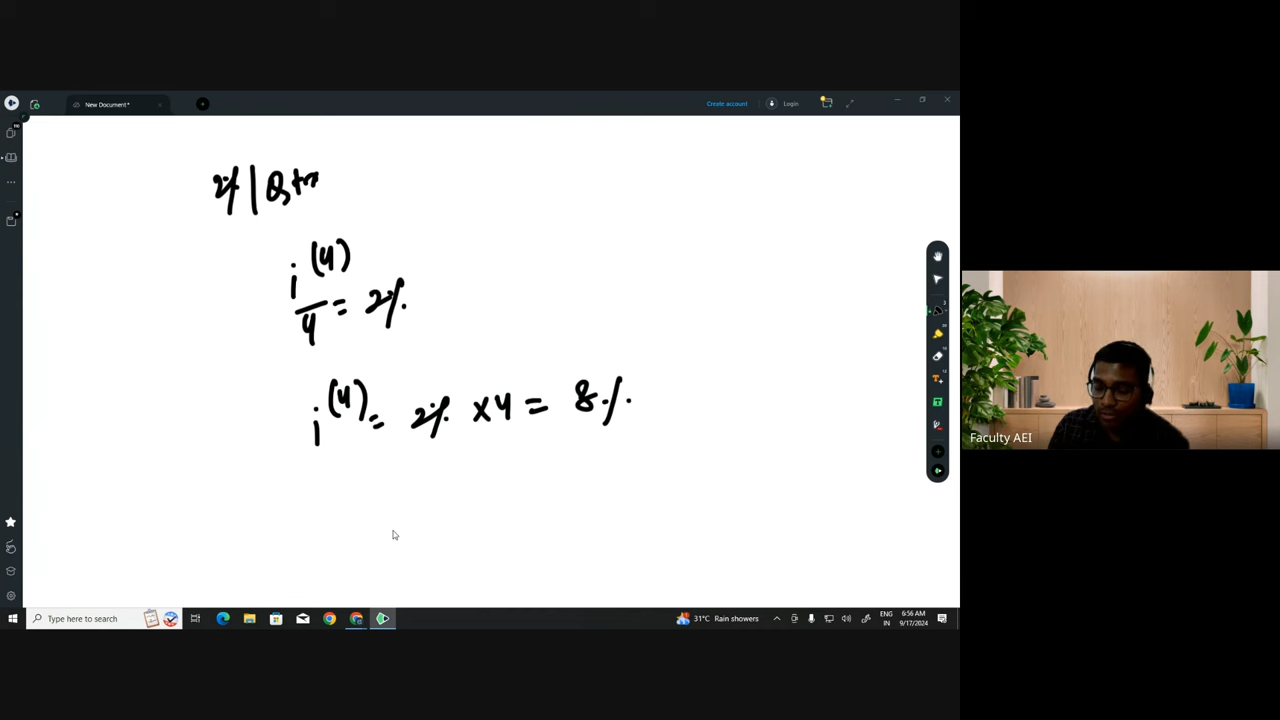 New Document*
Create account
Login
2% | Qtr
i^(4)/4 = 2%
i^(4) = 2% x4 = 8%.
Faculty AEI
Type here to search
31°C Rain showers
ENG
IN
6:56 AM
9/17/2024